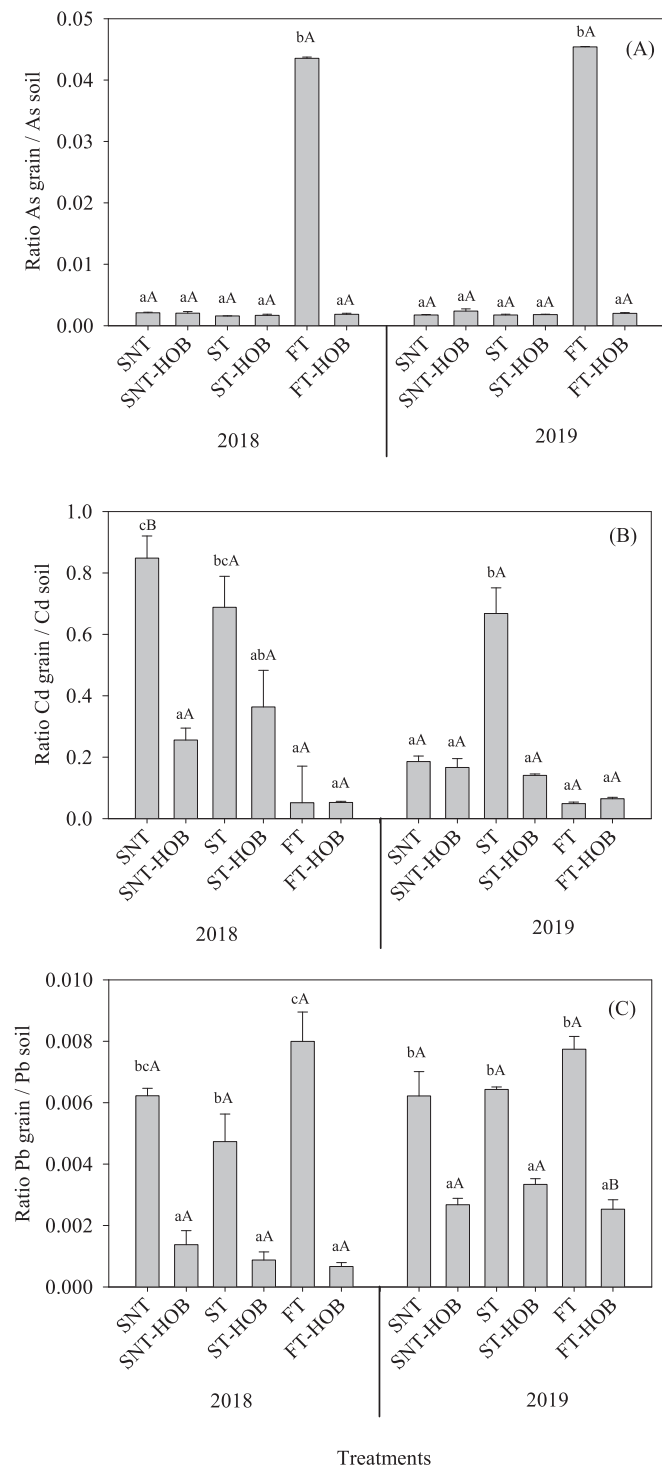 Ratio As grain / As soil
0.05
0.04
0.03
0.02
0.01
0.00
(A)
aA
aA
aA
aA
bA
aA
aA
aA
aA
aA
bA
aA
SNT
SNT-HOB
ST
ST-HOB
FT
FT-HOB
SNT
SNT-HOB
ST
ST-HOB
FT
FT-HOB
2018
2019
Ratio Cd grain / Cd soil
1.0
0.8
0.6
0.4
0.2
0.0
(B)
cB
aA
bcA
abA
aA
aA
aA
aA
bA
aA
aA
aA
SNT
SNT-HOB
ST
ST-HOB
FT
FT-HOB
SNT
SNT-HOB
ST
ST-HOB
FT
FT-HOB
2018
2019
Ratio Pb grain / Pb soil
0.010
0.008
0.006
0.004
0.002
0.000
(C)
bcA
aA
bA
aA
cA
aA
bA
aA
bA
aA
bA
aB
SNT
SNT-HOB
ST
ST-HOB
FT
FT-HOB
SNT
SNT-HOB
ST
ST-HOB
FT
FT-HOB
2018
2019
Treatments